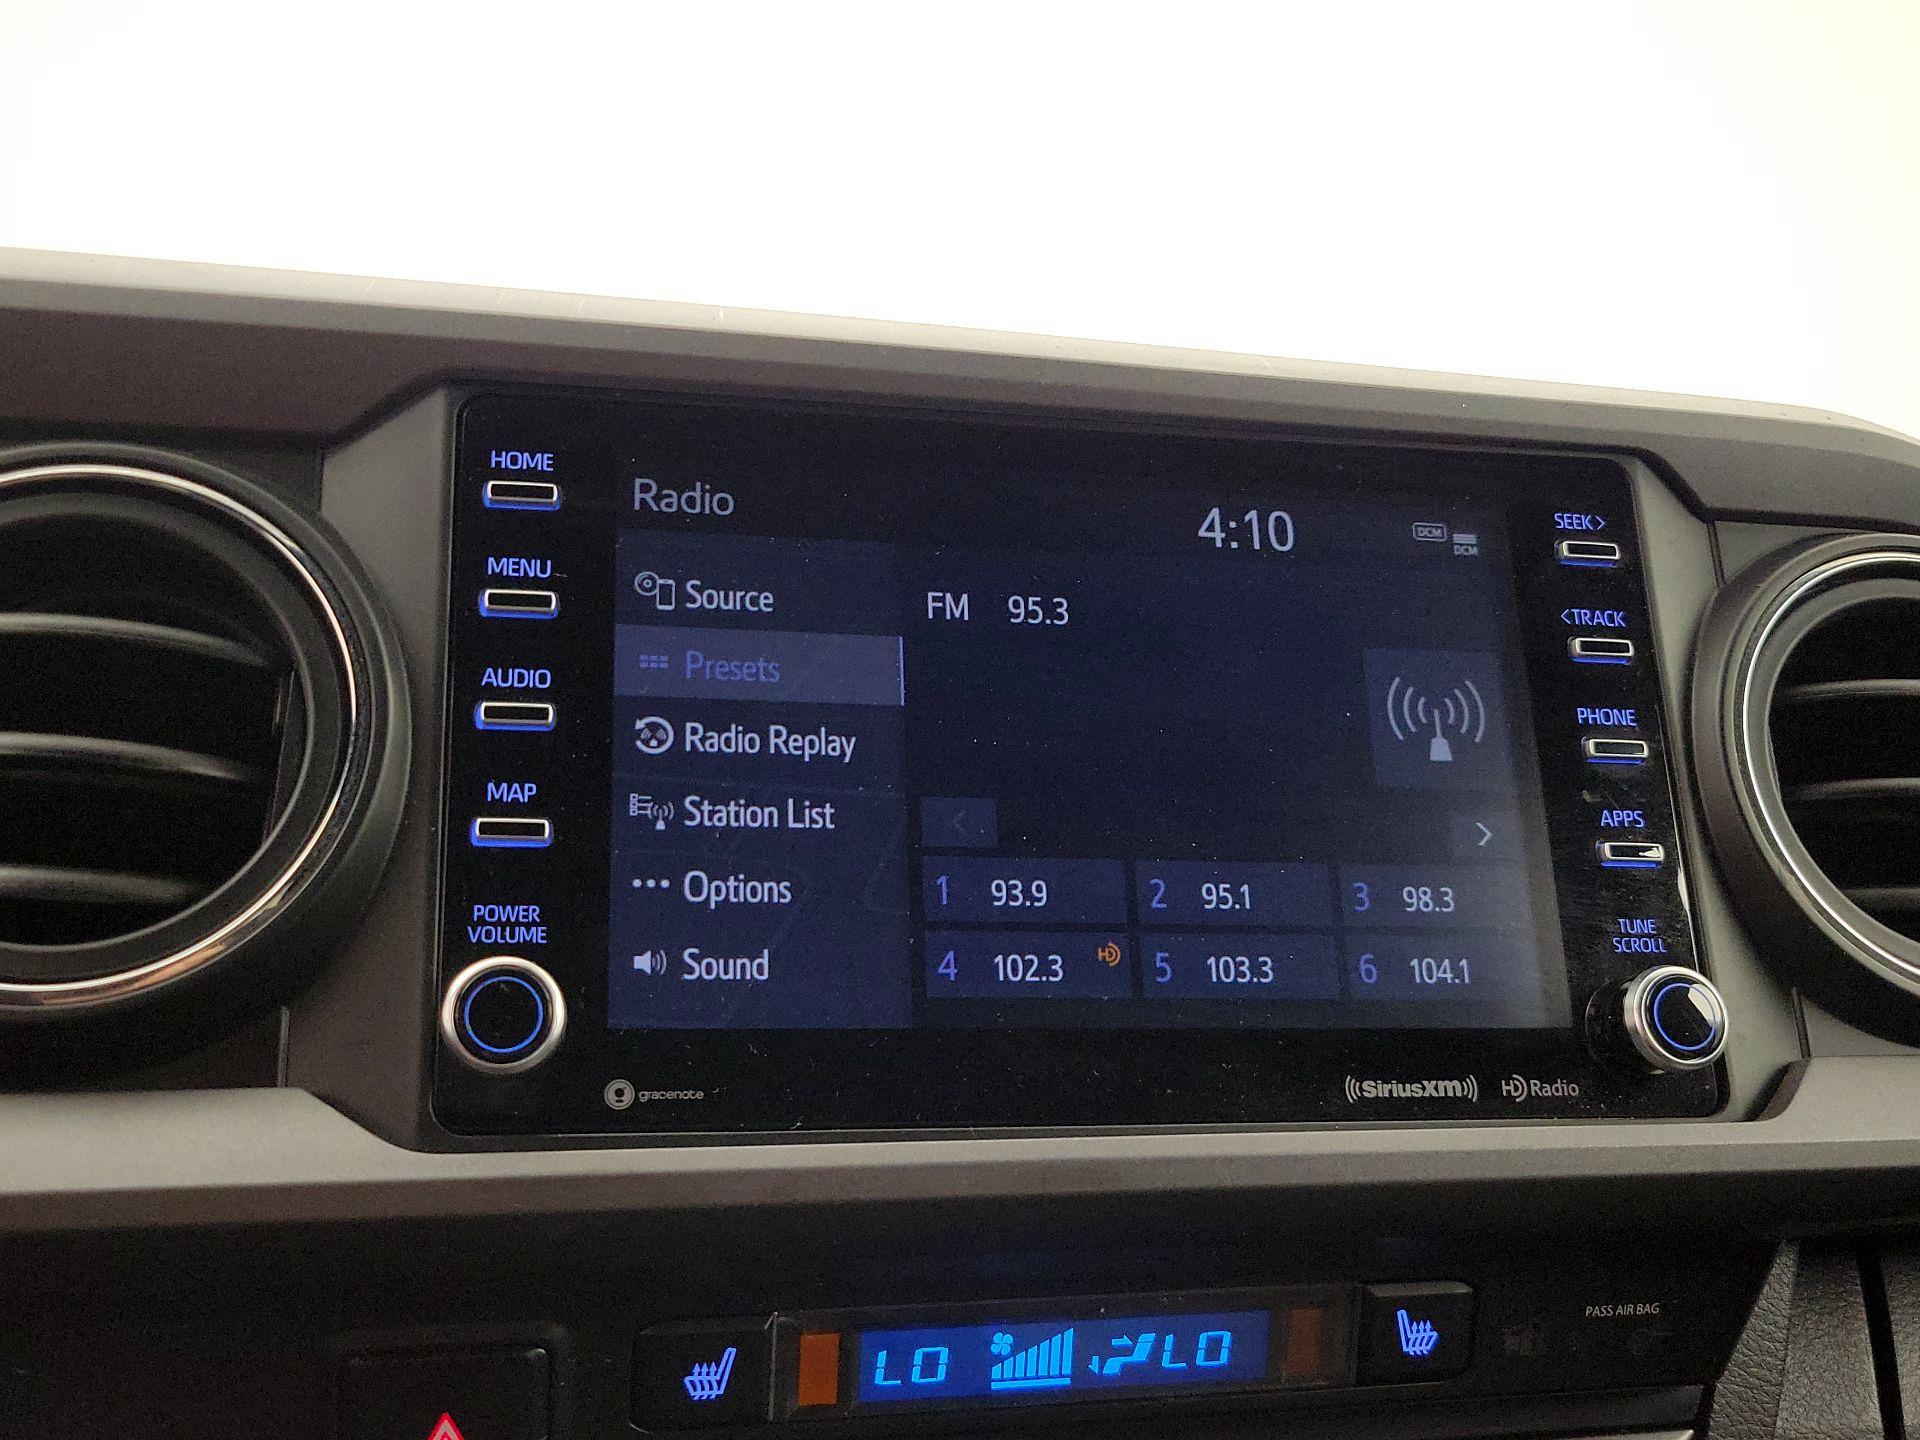 HOME
MENU
AUDIO
MAP
POWER
VOLUME
Radio
4:10
DCM
DCM
Source
Presets
Radio Replay
Station List
Options
Sound
FM 95.3
<
>
1 93.9
2 95.1
3 98.3
4 102.3 HD
5 103.3
6 104.1
SEEK>
<TRACK
PHONE
APPS
TUNE
SCROLL
gracenote
SiriusXM
HD Radio
LO
LO
PASS AIR BAG